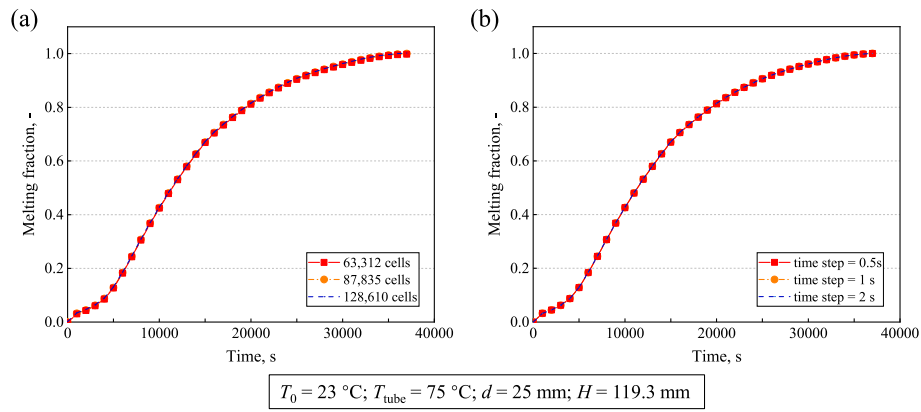 (a)
1.0
0.8
0.6
0.4
0.2
0.0
Melting fraction, -
63,312 cells
87,835 cells
128,610 cells
0
10000
20000
30000
40000
Time, s
(b)
1.0
0.8
0.6
0.4
0.2
0.0
Melting fraction, -
time step = 0.5s
time step = 1 s
time step = 2 s
0
10000
20000
30000
40000
Time, s
T₀ = 23 °C; T_tube = 75 °C; d = 25 mm; H = 119.3 mm